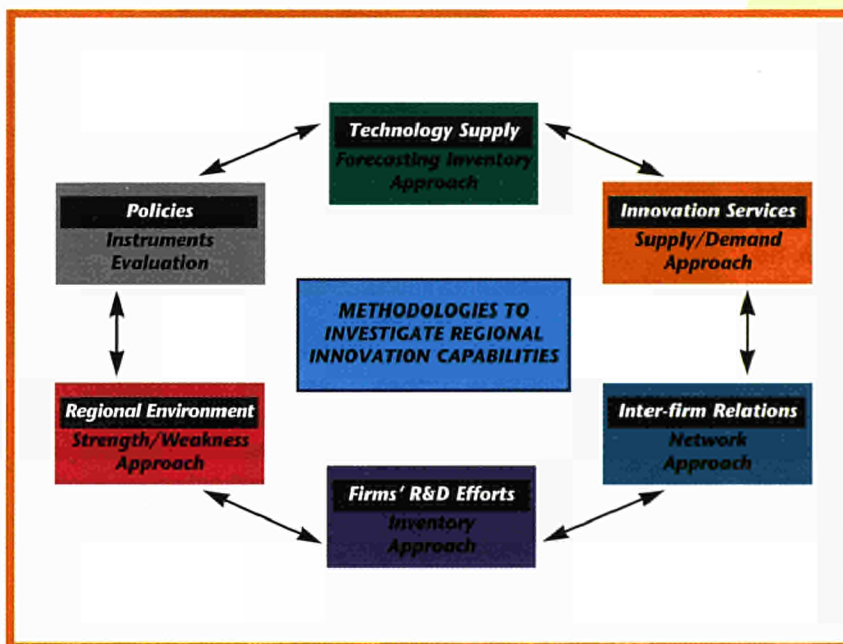 Technology Supply
Forecasting Inventory
Approach
Policies
Instruments
Evaluation
Innovation Services
Supply/Demand
Approach
METHODOLOGIES TO
INVESTIGATE REGIONAL
INNOVATION CAPABILITIES
Regional Environment
Strength/Weakness
Approach
Inter-firm Relations
Network
Approach
Firms' R&D Efforts
Inventory
Approach